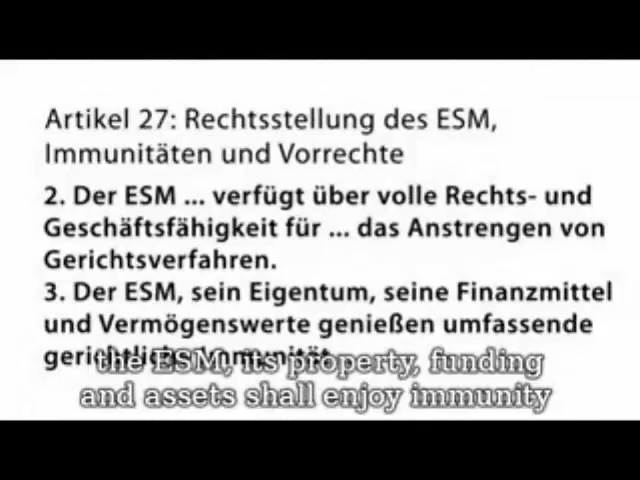 Artikel 27: Rechtsstellung des ESM,
Immunitäten und Vorrechte
2. Der ESM ... verfügt über volle Rechts- und
Geschäftsfähigkeit für ... das Anstrengen von
Gerichtsverfahren.
3. Der ESM, sein Eigentum, seine Finanzmittel
und Vermögenswerte genießen umfassende
gerichtliche Immunität
the ESM, its property, funding
and assets shall enjoy immunity